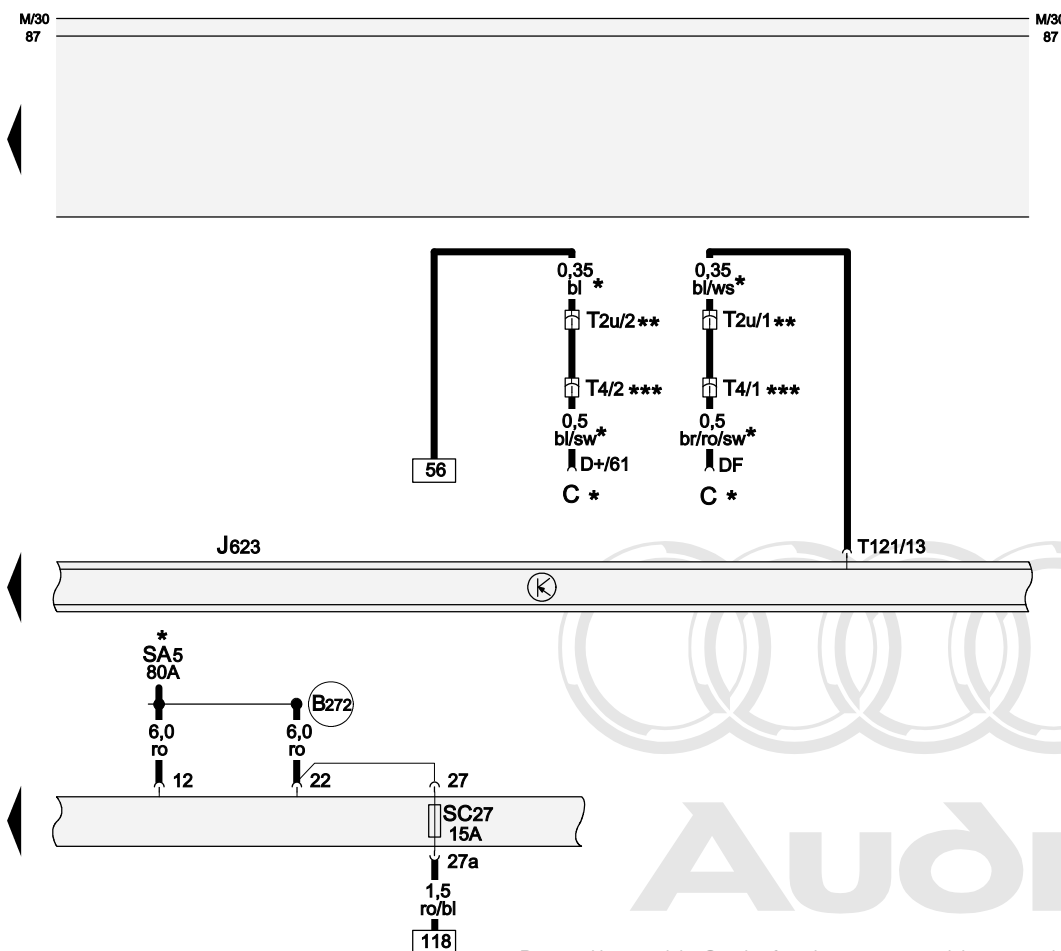 M/30 M/30
87 87
0,35 0,35
bl * bl/ws*
T2u/2** T2u/1**
T4/2 *** T4/1 ***
0,5 0,5
bl/sw* br/ro/sw*
D+/61 DF
56
C * C *
J623 T121/13
*
SA5
80A
B272
6,0 6,0
ro ro
12 22 27
SC27
15A
27a
1,5
ro/bl
118
Audi